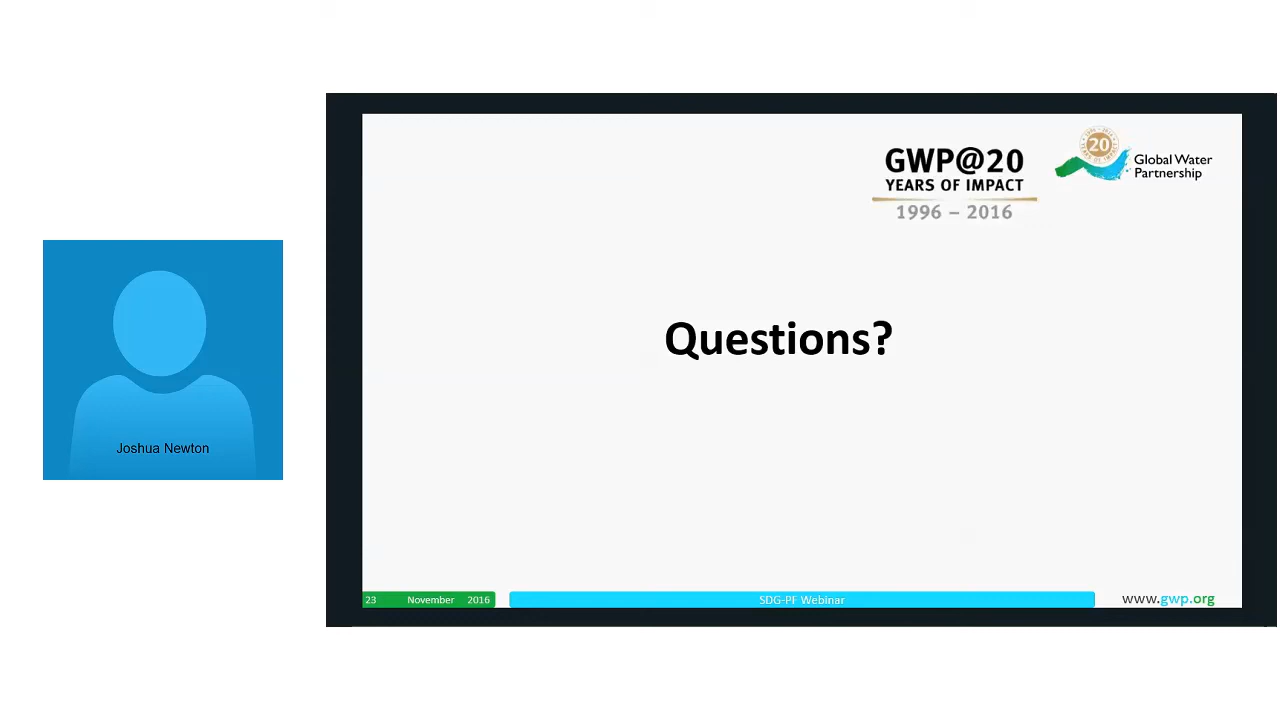 GWP@20
YEARS OF IMPACT
1996 – 2016
20
Global Water
Partnership
Questions?
Joshua Newton
23 November 2016
SDG-PF Webinar
www.gwp.org